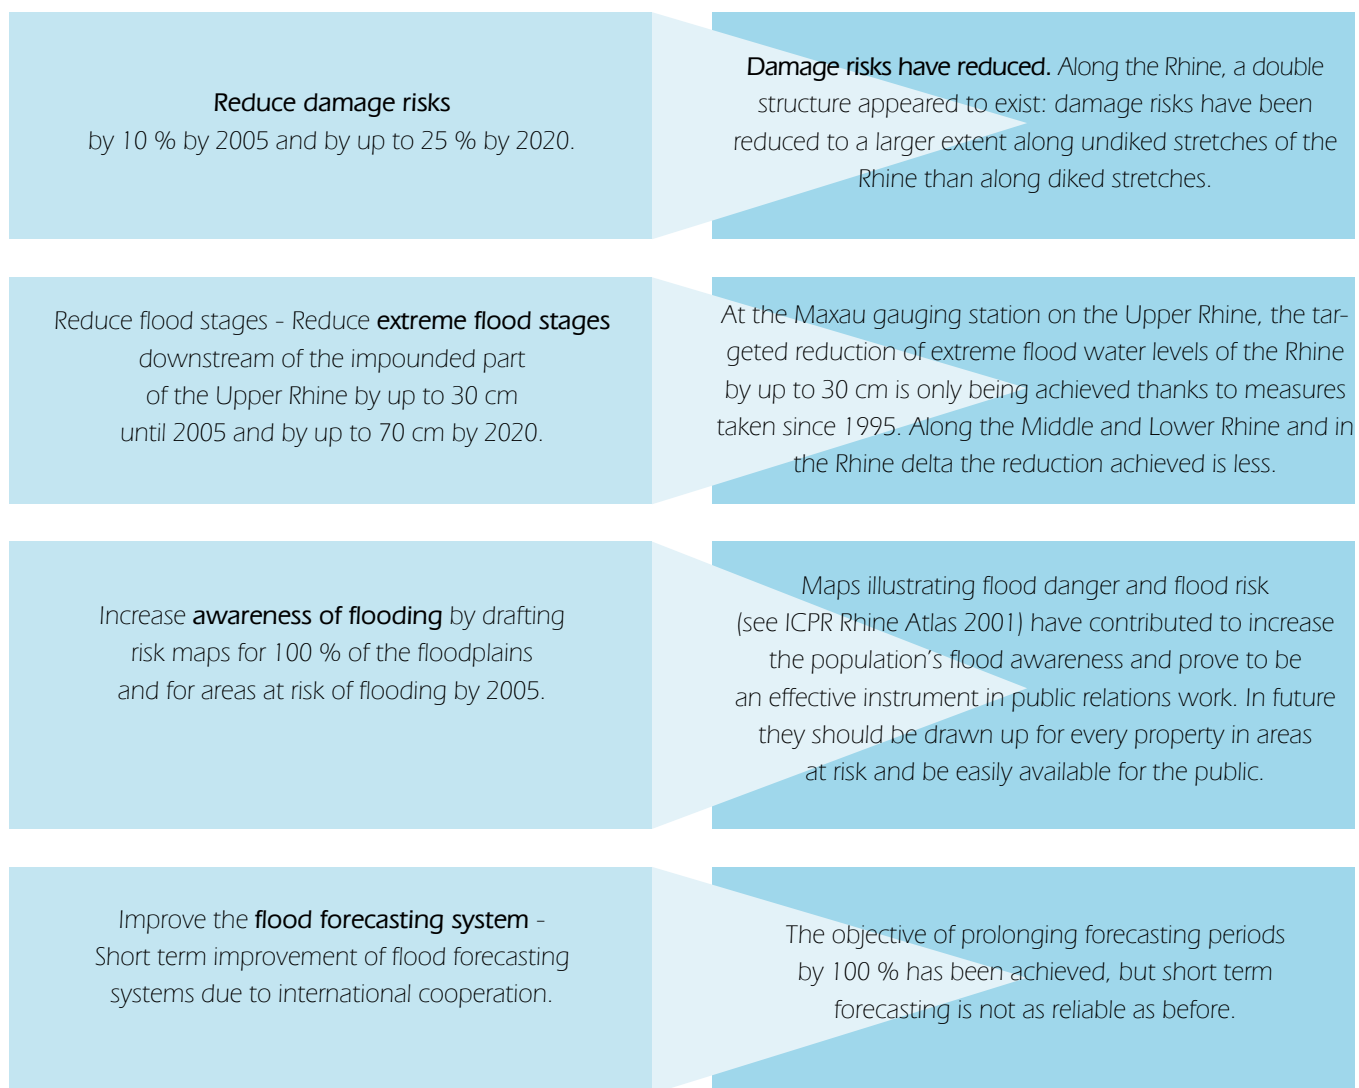 Reduce damage risks
by 10 % by 2005 and by up to 25 % by 2020.
Damage risks have reduced. Along the Rhine, a double
structure appeared to exist: damage risks have been
reduced to a larger extent along undiked stretches of the
Rhine than along diked stretches.
Reduce flood stages - Reduce extreme flood stages
downstream of the impounded part
of the Upper Rhine by up to 30 cm
until 2005 and by up to 70 cm by 2020.
At the Maxau gauging station on the Upper Rhine, the tar-
geted reduction of extreme flood water levels of the Rhine
by up to 30 cm is only being achieved thanks to measures
taken since 1995. Along the Middle and Lower Rhine and in
the Rhine delta the reduction achieved is less.
Increase awareness of flooding by drafting
risk maps for 100 % of the floodplains
and for areas at risk of flooding by 2005.
Maps illustrating flood danger and flood risk
(see ICPR Rhine Atlas 2001) have contributed to increase
the population's flood awareness and prove to be
an effective instrument in public relations work. In future
they should be drawn up for every property in areas
at risk and be easily available for the public.
Improve the flood forecasting system -
Short term improvement of flood forecasting
systems due to international cooperation.
The objective of prolonging forecasting periods
by 100 % has been achieved, but short term
forecasting is not as reliable as before.